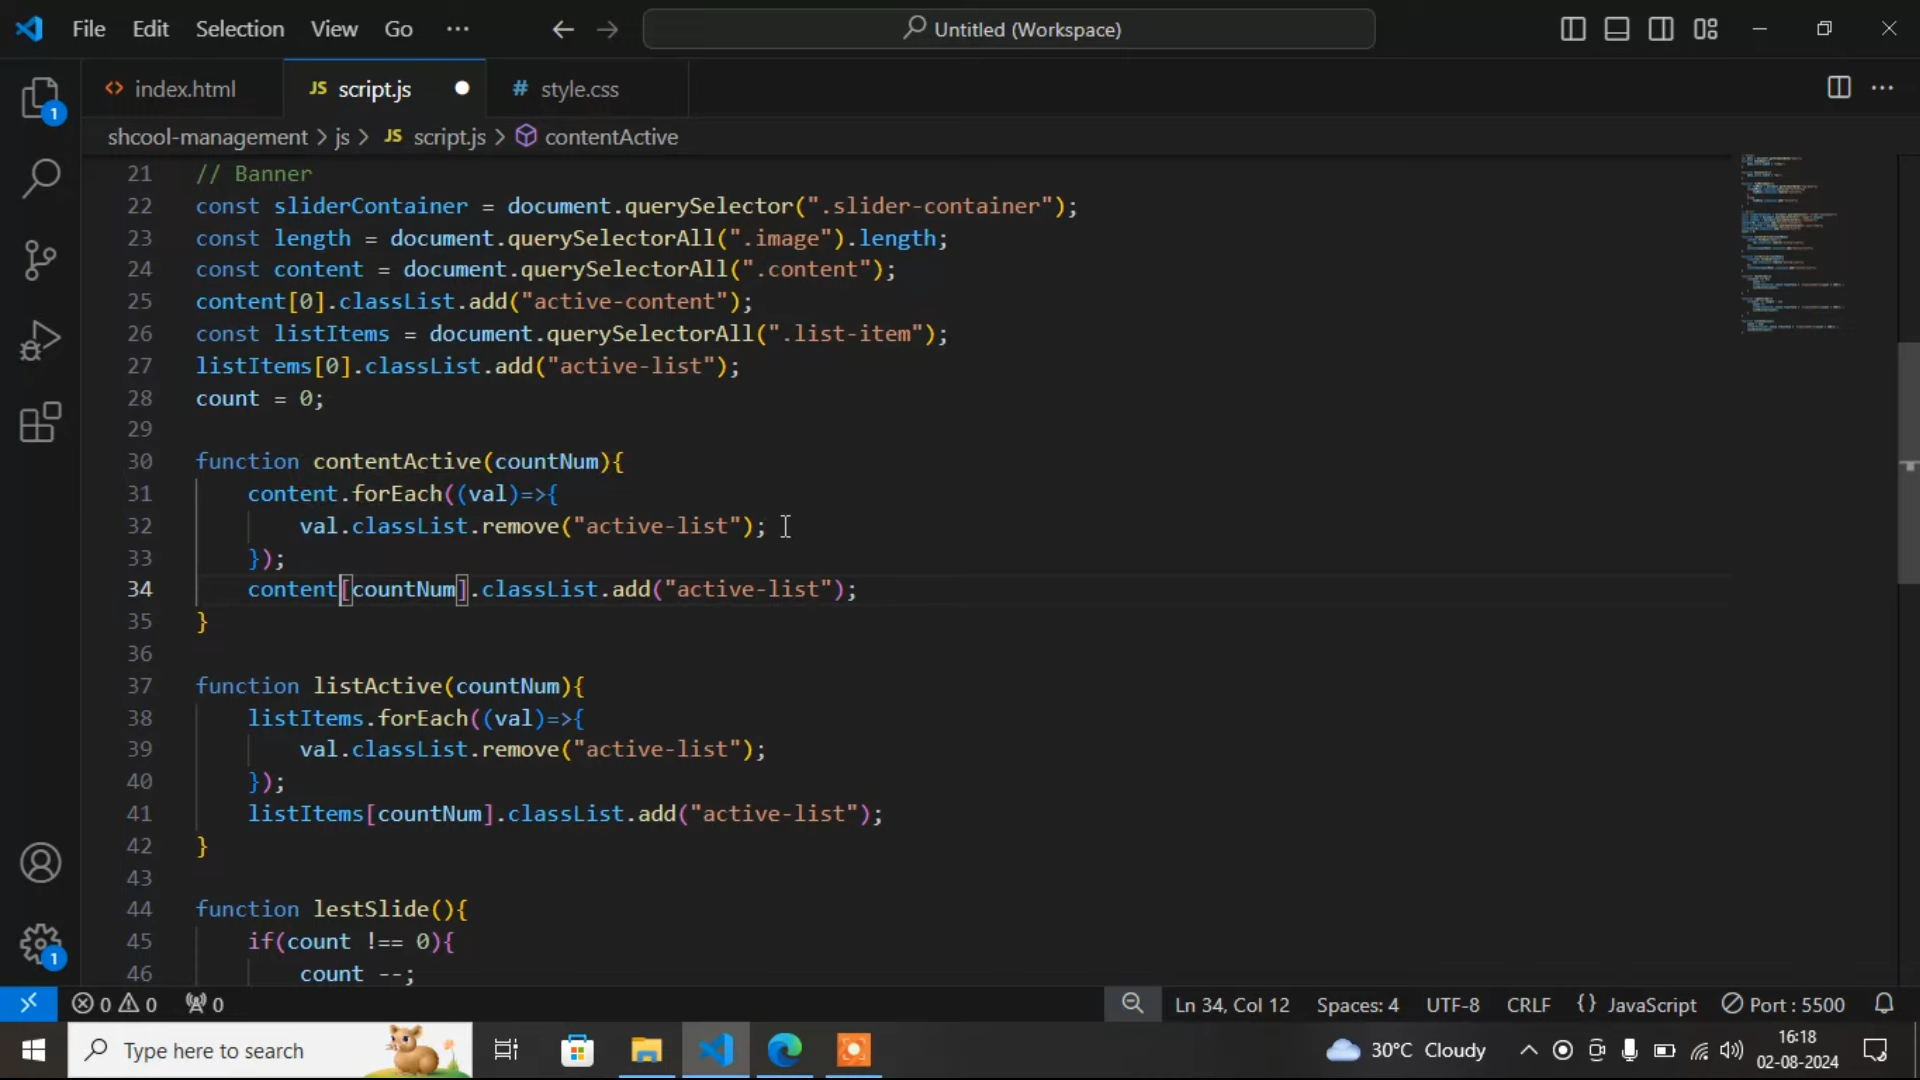 File Edit Selection View Go ··· Untitled (Workspace)
<> index.html JS script.js # style.css
shcool-management > js > JS script.js > contentActive
21 // Banner
22 const sliderContainer = document.querySelector(".slider-container");
23 const length = document.querySelectorAll(".image").length;
24 const content = document.querySelectorAll(".content");
25 content[0].classList.add("active-content");
26 const listItems = document.querySelectorAll(".list-item");
27 listItems[0].classList.add("active-list");
28 count = 0;
29
30 function contentActive(countNum){
31 content.forEach((val)=>{
32 val.classList.remove("active-list");
33 });
34 content[countNum].classList.add("active-list");
35 }
36
37 function listActive(countNum){
38 listItems.forEach((val)=>{
39 val.classList.remove("active-list");
40 });
41 listItems[countNum].classList.add("active-list");
42 }
43
44 function lestSlide(){
45 if(count !== 0){
46 count --;
1
1
0 0 0 Ln 34, Col 12 Spaces: 4 UTF-8 CRLF {} JavaScript Port : 5500
Type here to search 30°C Cloudy 16:18
02-08-2024